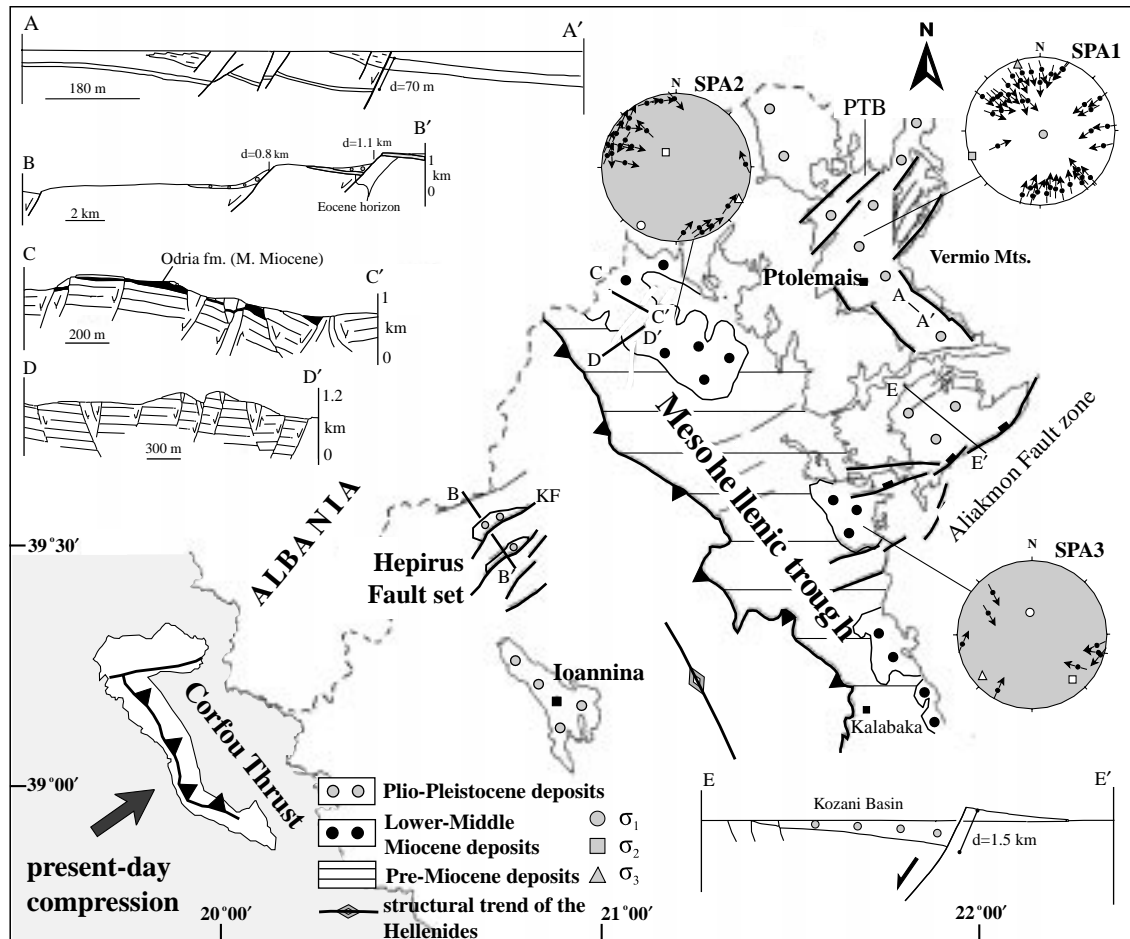 A
A′
180 m
d=70 m
B
B′
d=0.8 km
d=1.1 km
1
km
0
2 km
Eocene horizon
C
Odria fm. (M. Miocene)
C′
1
km
0
200 m
D
D′
1.2
km
0
300 m
N
SPA1
N
SPA2
N
PTB
Vermio Mts.
Ptolemais
A
A′
C
C′
D′
D
E
E′
Mesohellenic trough
Aliakmon Fault zone
ALBANIA
B
KF
B
Hepirus
Fault set
39°30′
SPA3
N
Ioannina
Kalabaka
Corfou Thrust
39°00′
present-day
compression
Plio-Pleistocene deposits
Lower-Middle
Miocene deposits
Pre-Miocene deposits
structural trend of the
Hellenides
σ1
σ2
σ3
E
E′
Kozani Basin
d=1.5 km
20°00′
21°00′
22°00′